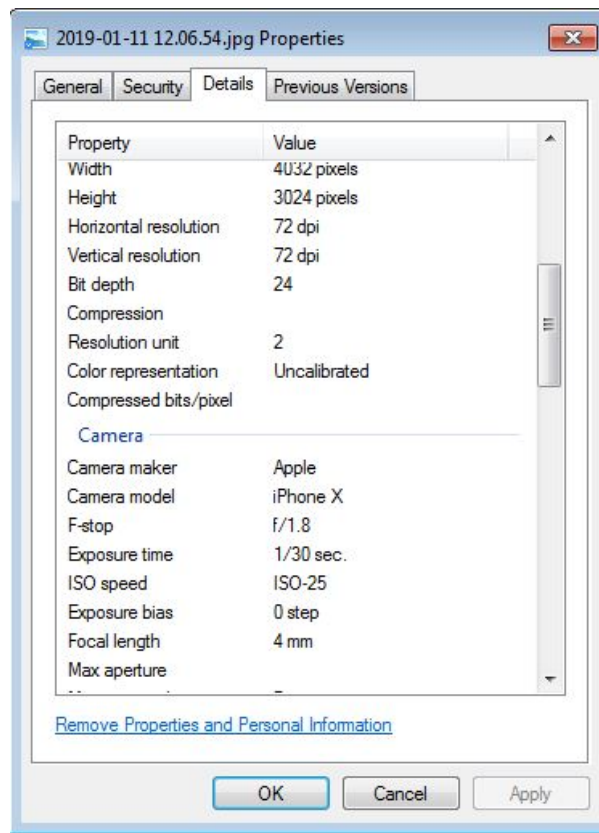 2019-01-11 12.06.54.jpg Properties
General Security Details Previous Versions
Property Value
Width 4032 pixels
Height 3024 pixels
Horizontal resolution 72 dpi
Vertical resolution 72 dpi
Bit depth 24
Compression
Resolution unit 2
Color representation Uncalibrated
Compressed bits/pixel
Camera
Camera maker Apple
Camera model iPhone X
F-stop f/1.8
Exposure time 1/30 sec.
ISO speed ISO-25
Exposure bias 0 step
Focal length 4 mm
Max aperture
Remove Properties and Personal Information
OK Cancel Apply